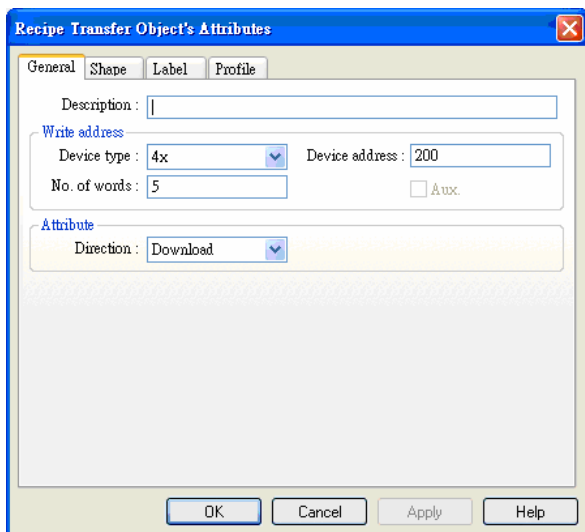 Recipe Transfer Object's Attributes
General Shape Label Profile
Description :
Write address
Device type : 4x Device address : 200
No. of words : 5 Aux.
Attribute
Direction : Download
OK Cancel Apply Help